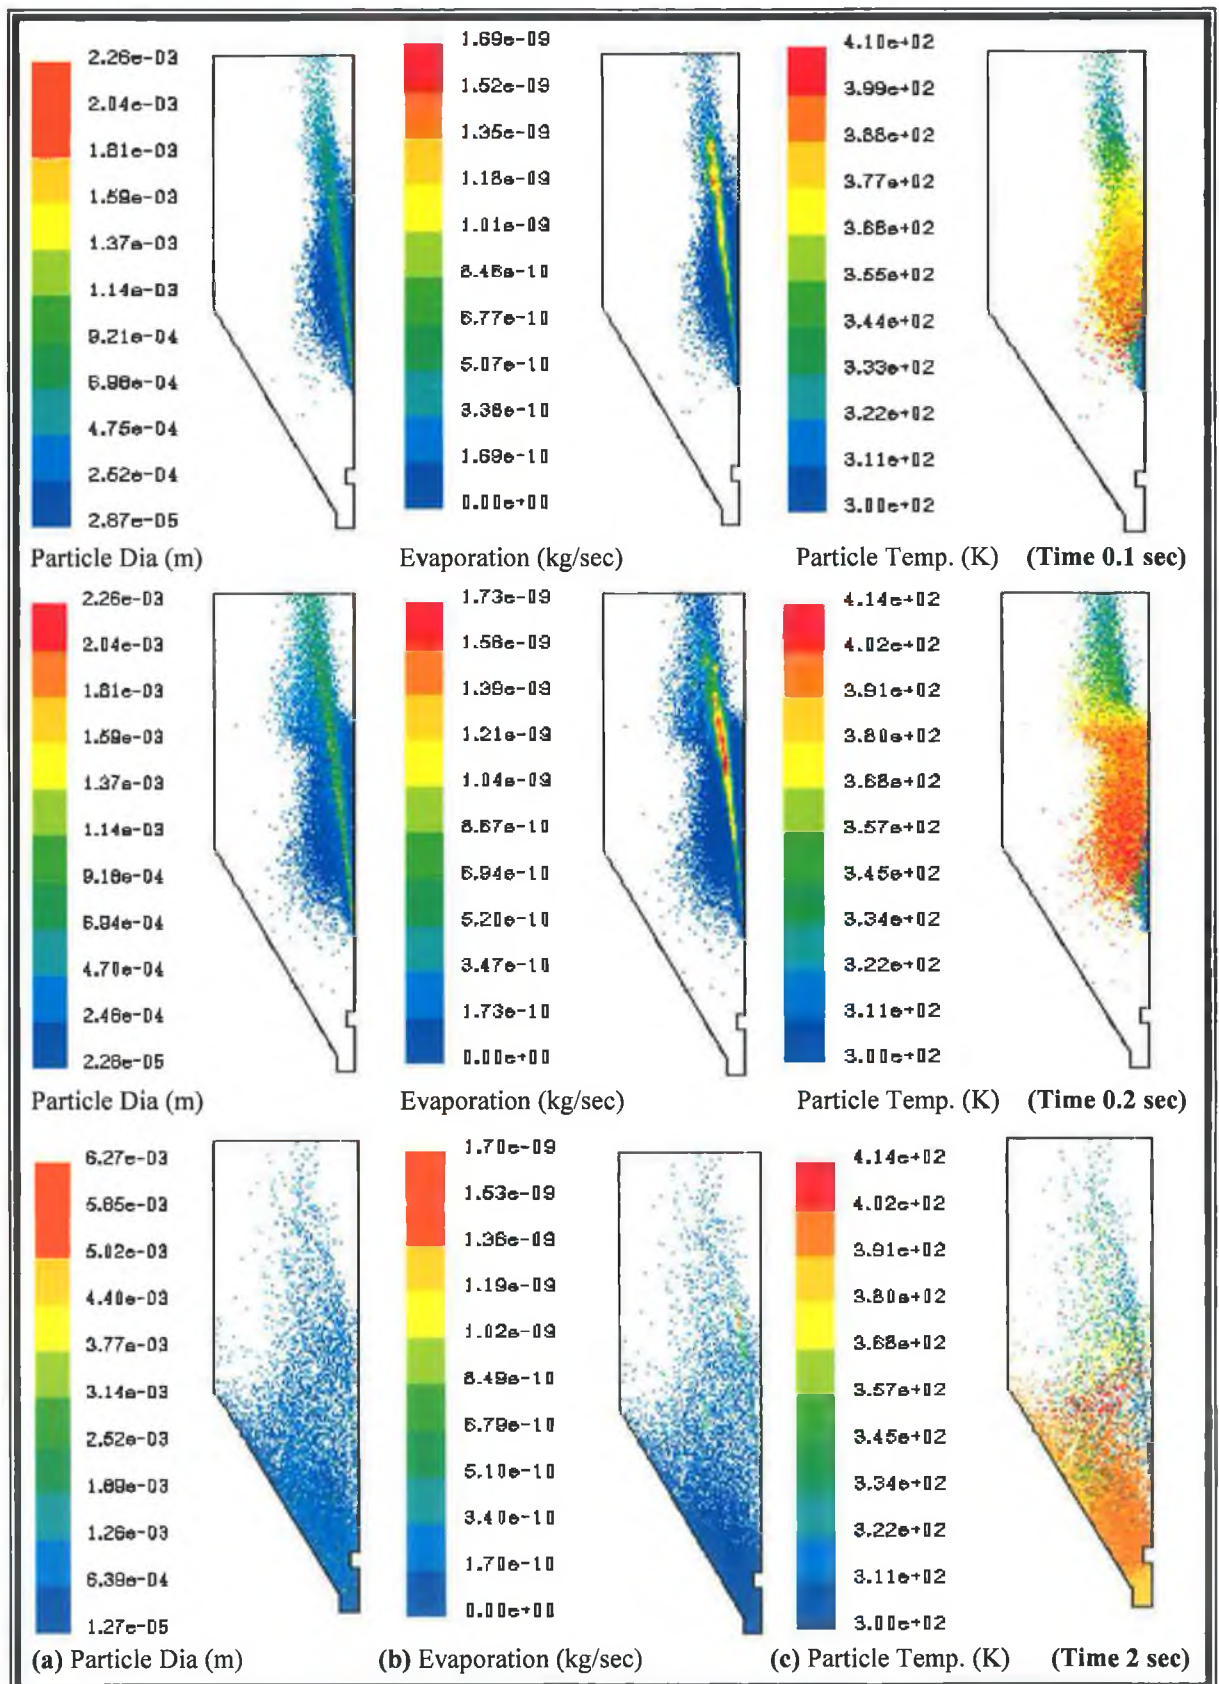 2.26e-03
2.04e-03
1.81e-03
1.59e-03
1.37e-03
1.14e-03
9.21e-04
6.98e-04
4.75e-04
2.52e-04
2.87e-05
Particle Dia (m)
1.69e-09
1.52e-09
1.35e-09
1.18e-09
1.01e-09
8.46e-10
6.77e-10
5.07e-10
3.38e-10
1.69e-10
0.00e+00
Evaporation (kg/sec)
4.10e+02
3.99e+02
3.88e+02
3.77e+02
3.66e+02
3.55e+02
3.44e+02
3.33e+02
3.22e+02
3.11e+02
3.00e+02
Particle Temp. (K) (Time 0.1 sec)
2.26e-03
2.04e-03
1.81e-03
1.59e-03
1.37e-03
1.14e-03
9.18e-04
6.94e-04
4.70e-04
2.46e-04
2.26e-05
Particle Dia (m)
1.73e-09
1.56e-09
1.39e-09
1.21e-09
1.04e-09
8.67e-10
6.94e-10
5.20e-10
3.47e-10
1.73e-10
0.00e+00
Evaporation (kg/sec)
4.14e+02
4.02e+02
3.91e+02
3.80e+02
3.68e+02
3.57e+02
3.45e+02
3.34e+02
3.22e+02
3.11e+02
3.00e+02
Particle Temp. (K) (Time 0.2 sec)
6.27e-03
5.65e-03
5.02e-03
4.40e-03
3.77e-03
3.14e-03
2.52e-03
1.89e-03
1.26e-03
6.39e-04
1.27e-05
(a) Particle Dia (m)
1.70e-09
1.53e-09
1.36e-09
1.19e-09
1.02e-09
8.49e-10
6.79e-10
5.10e-10
3.40e-10
1.70e-10
0.00e+00
(b) Evaporation (kg/sec)
4.14e+02
4.02e+02
3.91e+02
3.80e+02
3.68e+02
3.57e+02
3.45e+02
3.34e+02
3.22e+02
3.11e+02
3.00e+02
(c) Particle Temp. (K) (Time 2 sec)